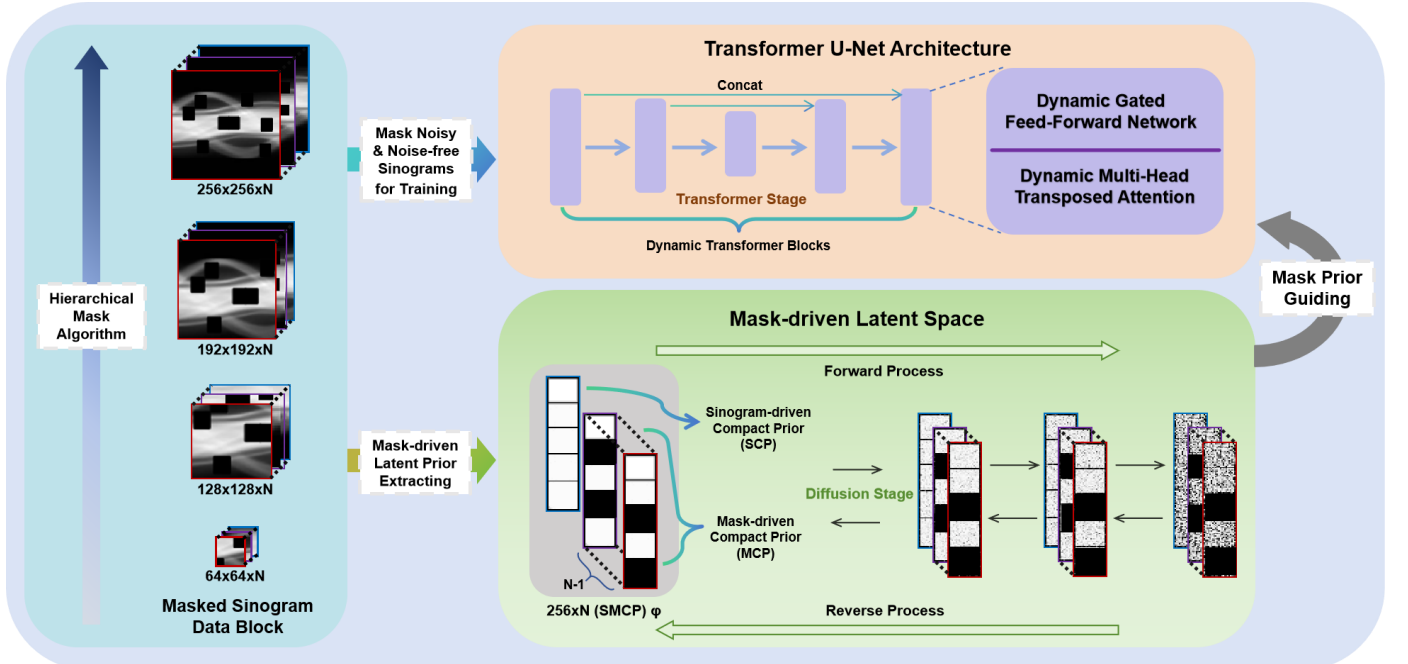 256x256xN
192x192xN
128x128xN
64x64xN
Hierarchical
Mask
Algorithm
Masked Sinogram
Data Block
Mask Noisy
& Noise-free
Sinograms
for Training
Mask-driven
Latent Prior
Extracting
Transformer U-Net Architecture
Concat
Transformer Stage
Dynamic Transformer Blocks
Dynamic Gated
Feed-Forward Network
Dynamic Multi-Head
Transposed Attention
Mask Prior
Guiding
Mask-driven Latent Space
Forward Process
Sinogram-driven
Compact Prior
(SCP)
Diffusion Stage
Mask-driven
Compact Prior
(MCP)
N-1
256xN (SMCP) φ
Reverse Process